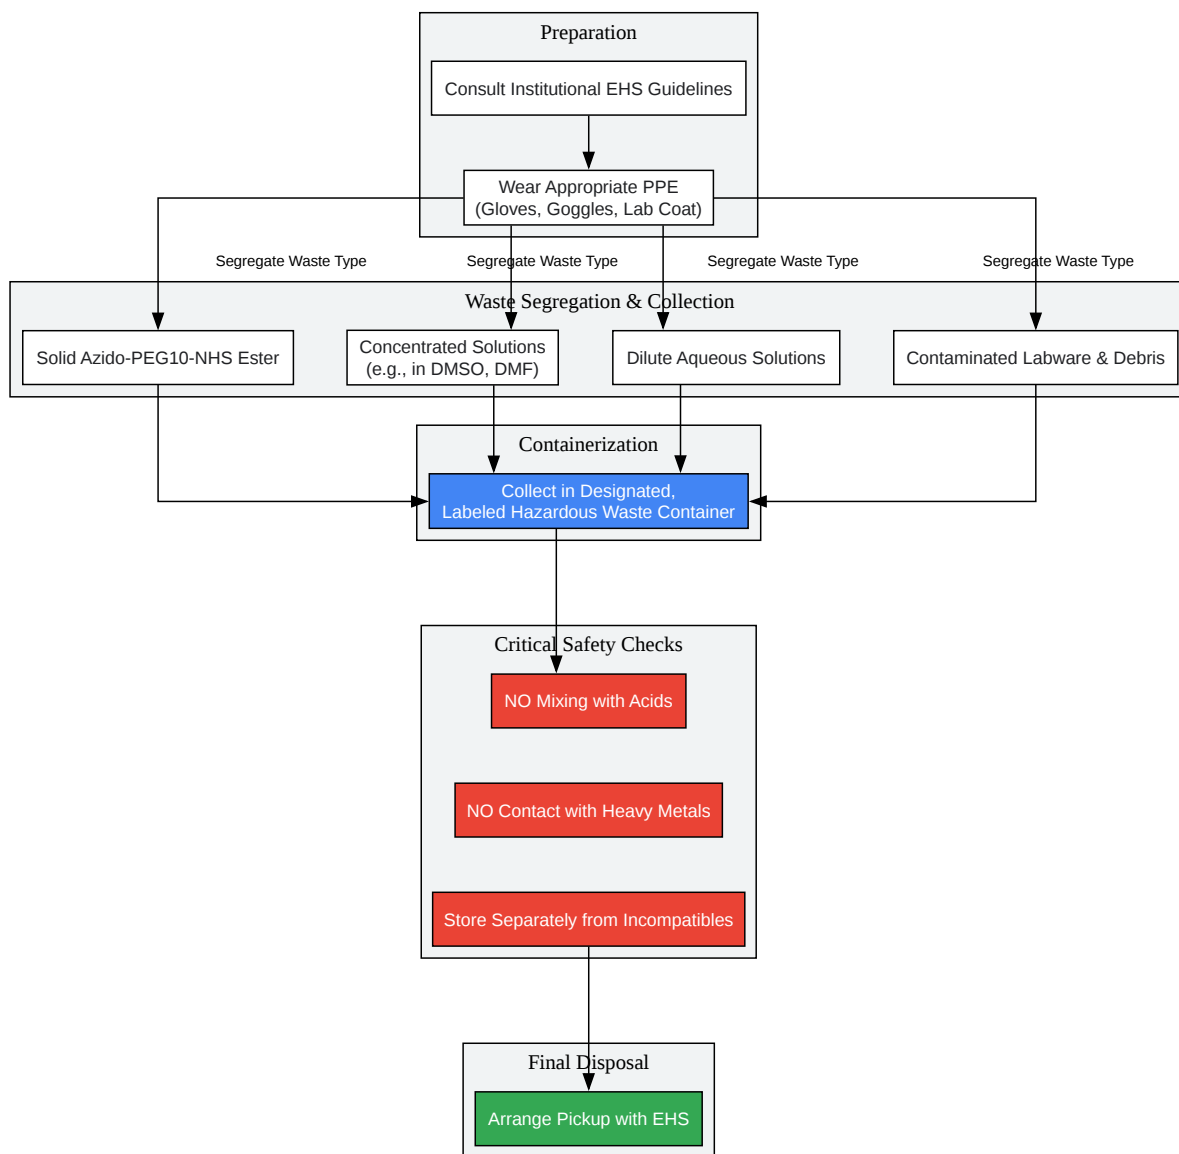 Preparation
Consult Institutional EHS Guidelines
Wear Appropriate PPE
(Gloves, Goggles, Lab Coat)
Segregate Waste Type
Segregate Waste Type
Segregate Waste Type
Segregate Waste Type
Waste Segregation & Collection
Solid Azido-PEG10-NHS Ester
Concentrated Solutions
(e.g., in DMSO, DMF)
Dilute Aqueous Solutions
Contaminated Labware & Debris
Containerization
Collect in Designated,
Labeled Hazardous Waste Container
Critical Safety Checks
NO Mixing with Acids
NO Contact with Heavy Metals
Store Separately from Incompatibles
Final Disposal
Arrange Pickup with EHS